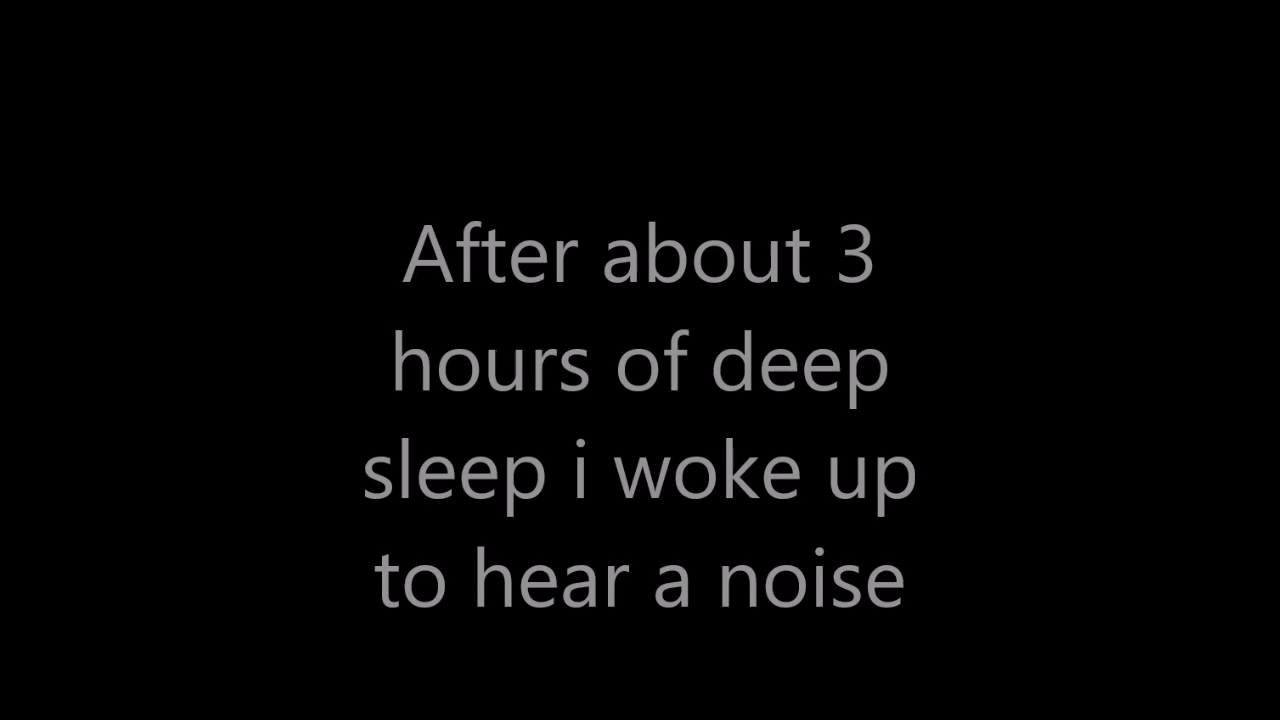 After about 3
hours of deep
sleep i woke up
to hear a noise